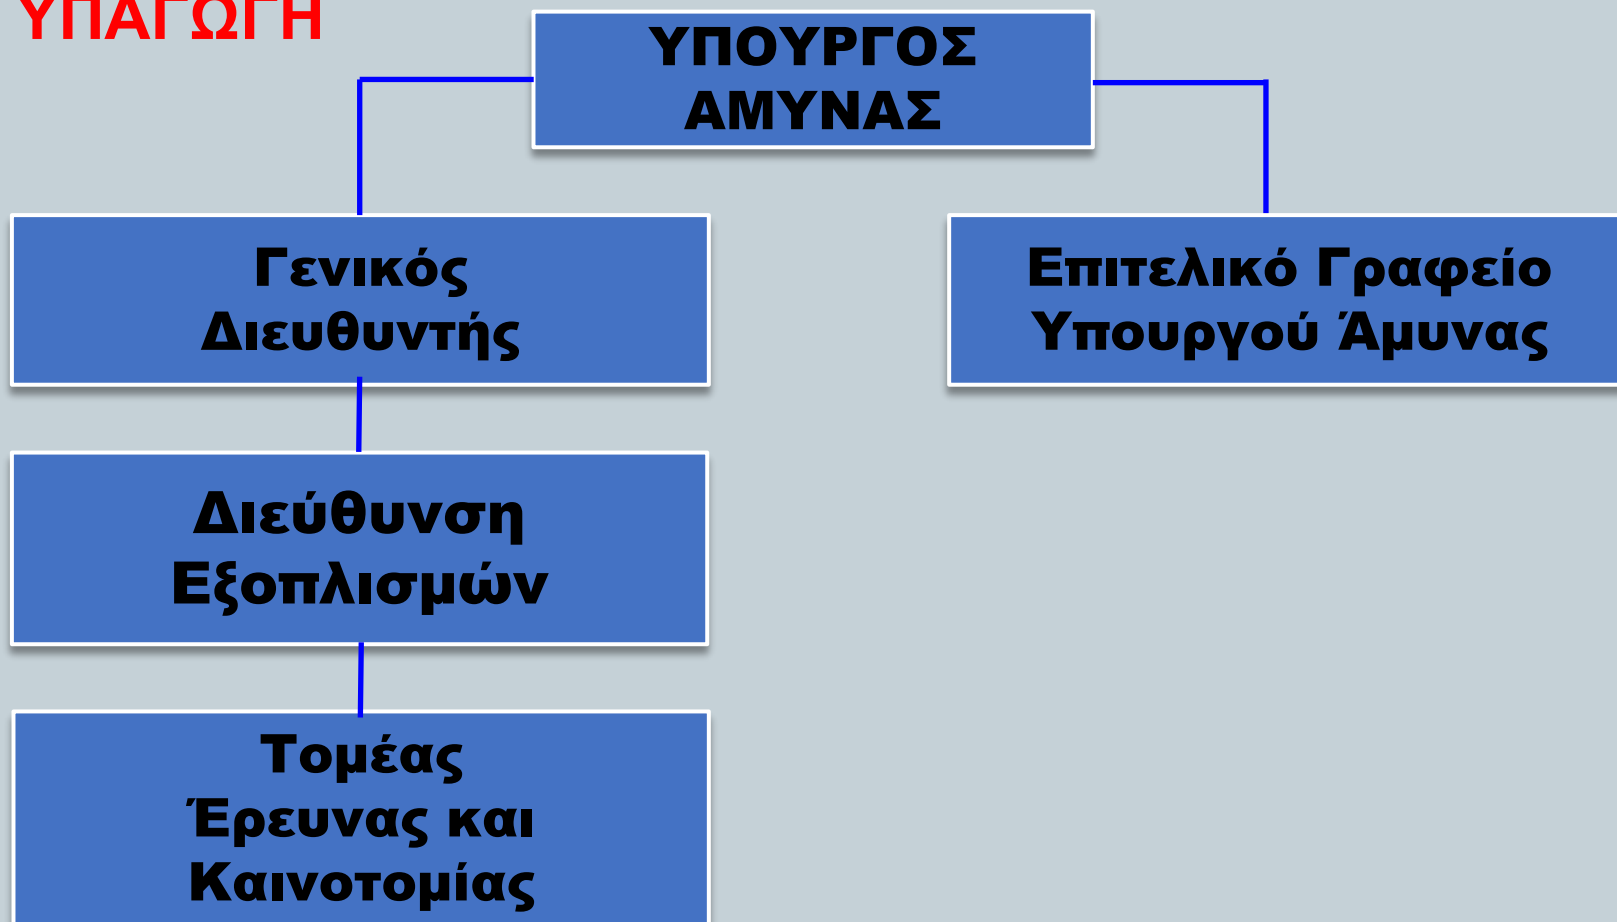 ΥΠΑΓΩΓΗ
ΥΠΟΥΡΓΟΣ
ΑΜΥΝΑΣ
Γενικός
Διευθυντής
Επιτελικό Γραφείο
Υπουργού Άμυνας
Διεύθυνση
Εξοπλισμών
Τομέας
Έρευνας και
Καινοτομίας